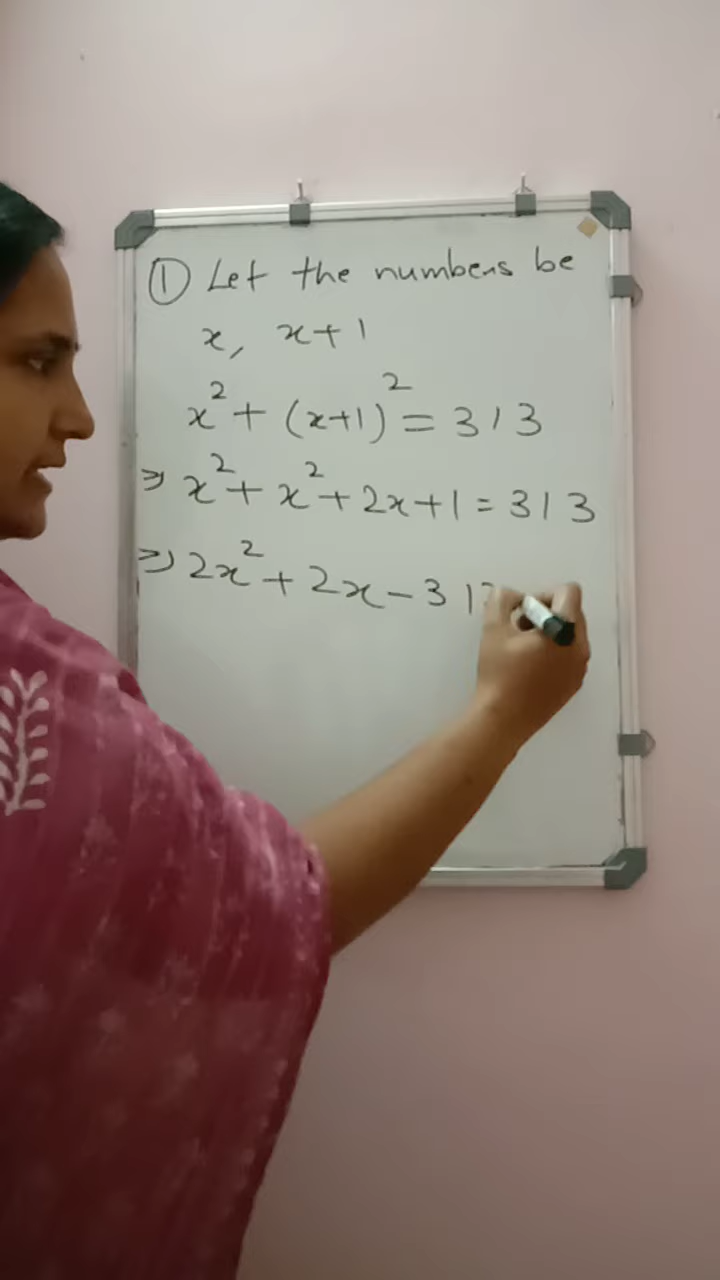 ① Let the numbers be
x, x+1
x² + (x+1)² = 313
⇒ x² + x² + 2x + 1 = 313
⇒ 2x² + 2x - 31